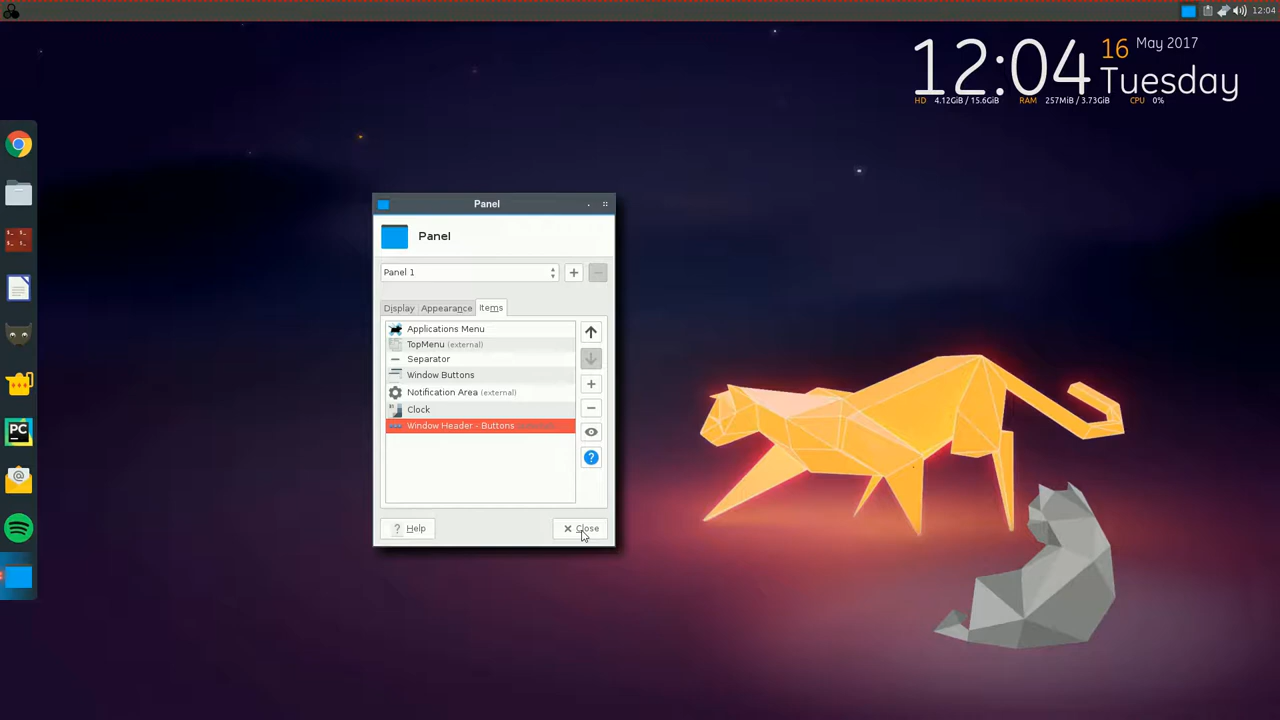 12:04
12:04
16 May 2017
Tuesday
HD 4.12GiB / 15.6GiB RAM 257MiB / 3.73GiB CPU 0%
Panel
Panel
Panel 1
Display Appearance Items
Applications Menu
TopMenu (external)
Separator
Window Buttons
Notification Area (external)
Clock
Window Header - Buttons
Help
Close
PC